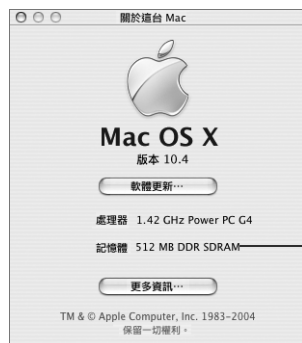 關於這台 Mac
Mac OS X
版本 10.4
軟體更新…
處理器 1.42 GHz Power PC G4
記憶體 512 MB DDR SDRAM
更多資訊…
TM & © Apple Computer, Inc. 1983–2004
保留一切權利。